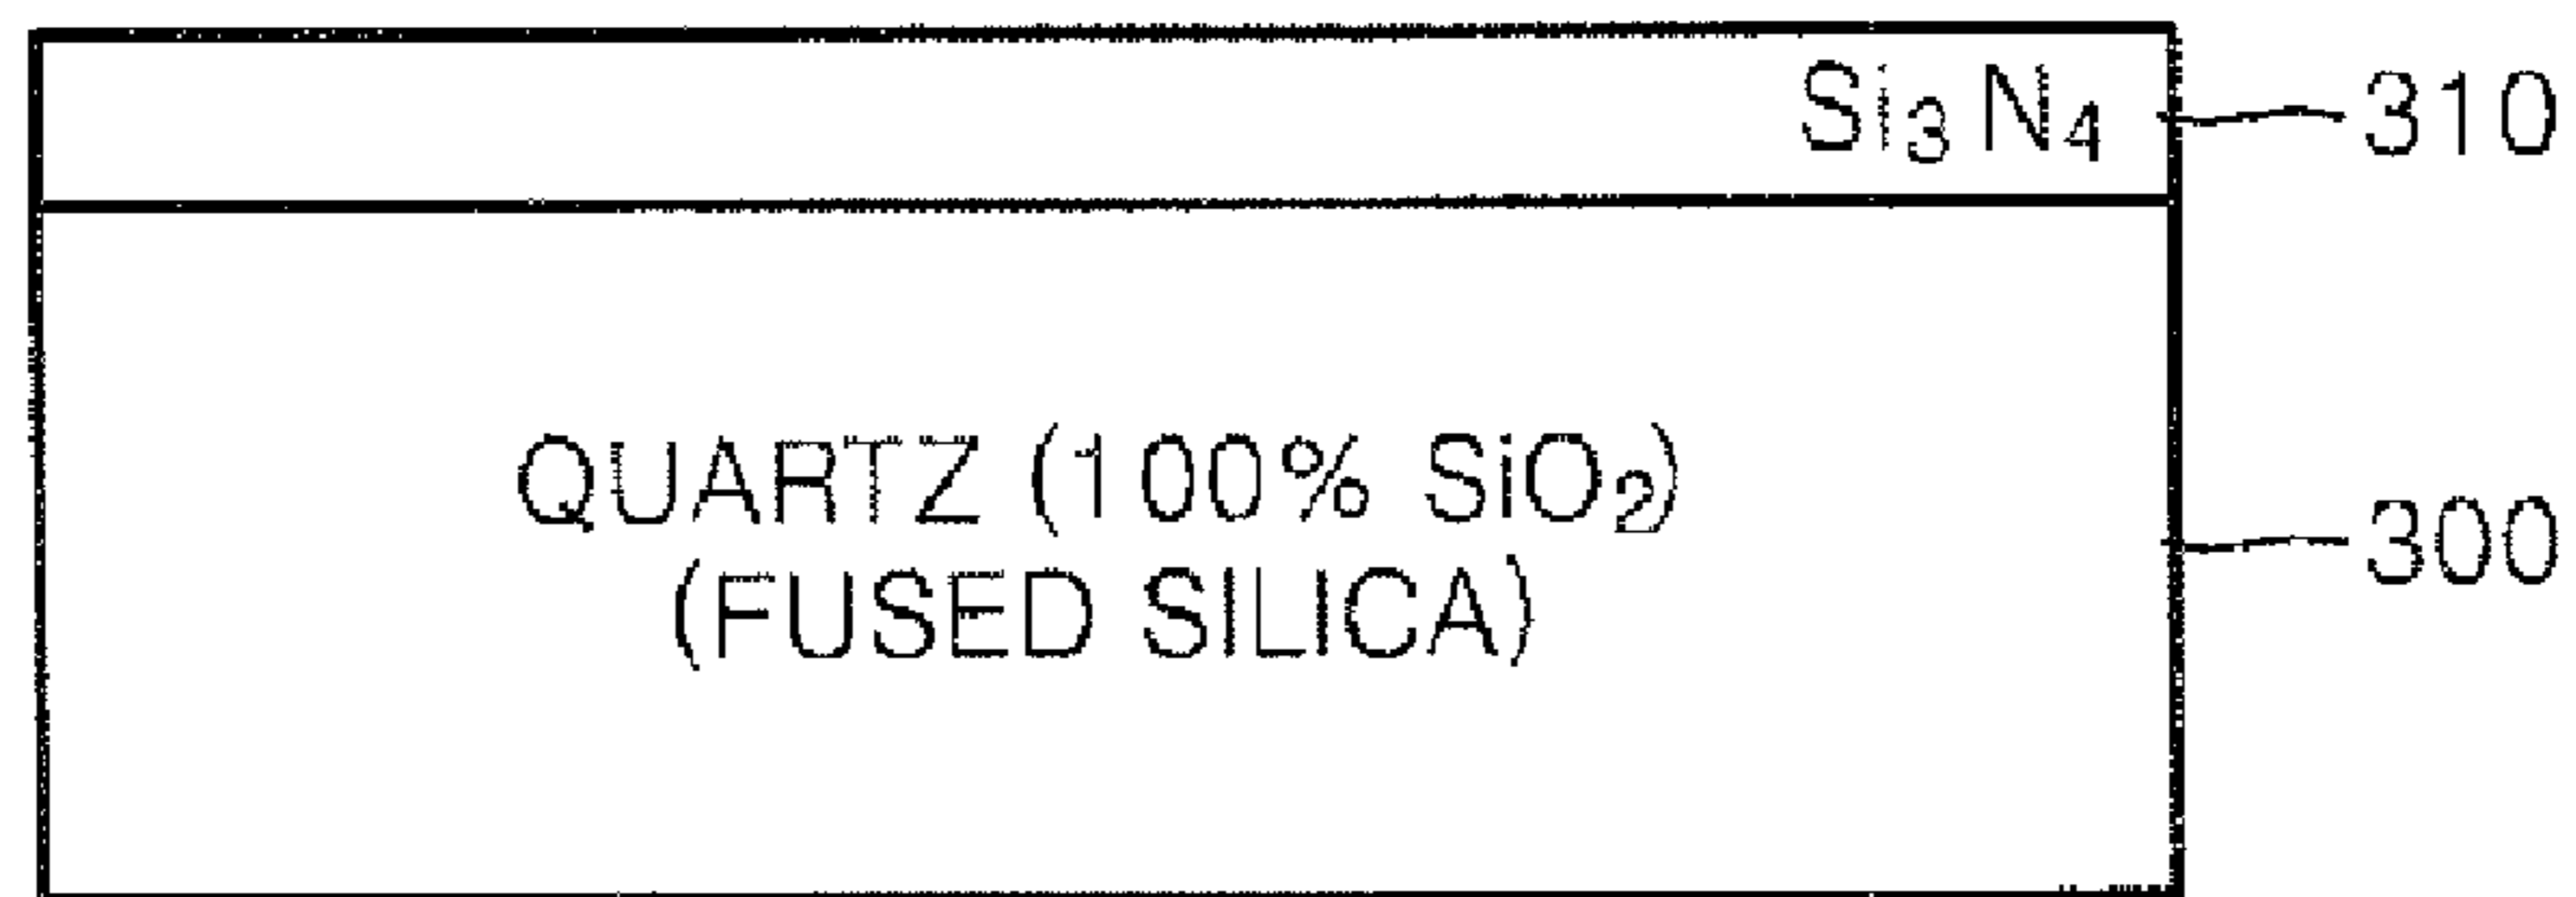 Si₃N₄ 310
QUARTZ (100% SiO₂) 300
(FUSED SILICA)